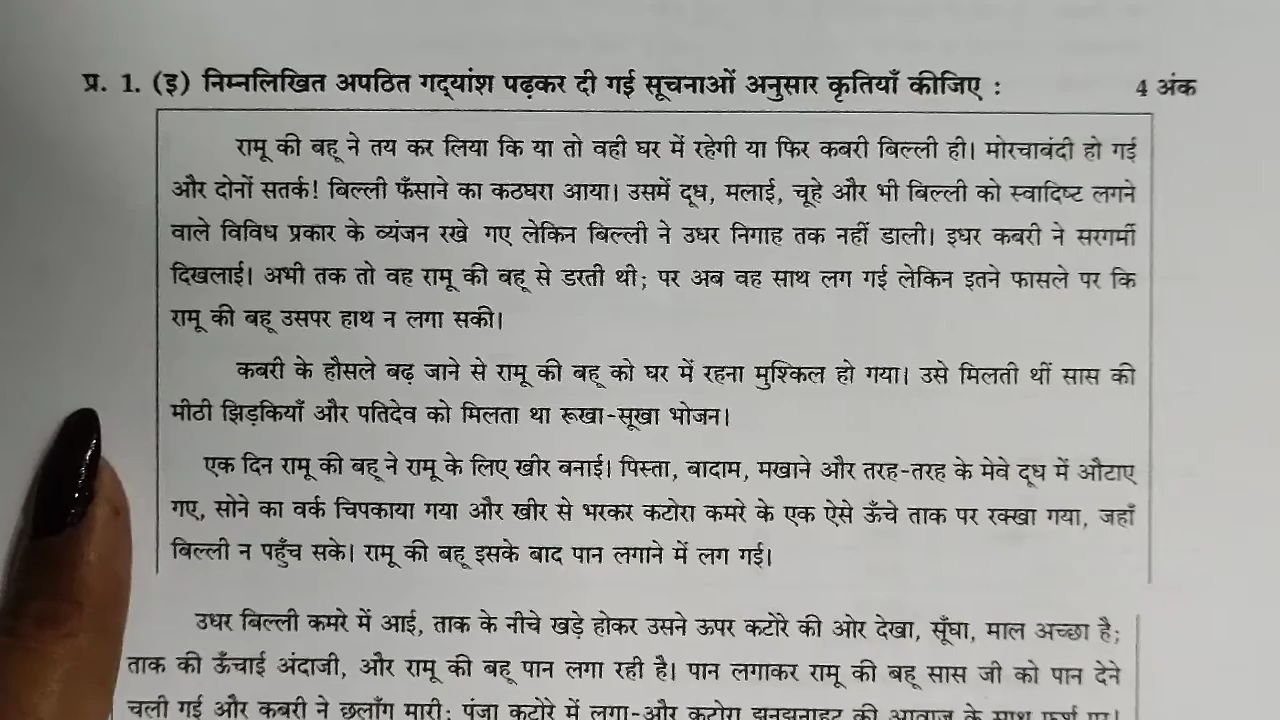 प्र. 1. (इ) निम्नलिखित अपठित गद्यांश पढ़कर दी गई सूचनाओं अनुसार कृतियाँ कीजिए : 4 अंक
रामू की बहू ने तय कर लिया कि या तो वही घर में रहेगी या फिर कबरी बिल्ली ही। मोरचाबंदी हो गई
और दोनों सतर्क! बिल्ली फँसाने का कठघरा आया। उसमें दूध, मलाई, चूहे और भी बिल्ली को स्वादिष्ट लगने
वाले विविध प्रकार के व्यंजन रखे गए लेकिन बिल्ली ने उधर निगाह तक नहीं डाली। इधर कबरी ने सरगर्मी
दिखलाई। अभी तक तो वह रामू की बहू से डरती थी; पर अब वह साथ लग गई लेकिन इतने फासले पर कि
रामू की बहू उसपर हाथ न लगा सकी।
कबरी के हौसले बढ़ जाने से रामू की बहू को घर में रहना मुश्किल हो गया। उसे मिलती थीं सास की
मीठी झिड़कियाँ और पतिदेव को मिलता था रूखा-सूखा भोजन।
एक दिन रामू की बहू ने रामू के लिए खीर बनाई। पिस्ता, बादाम, मखाने और तरह-तरह के मेवे दूध में औटाए
गए, सोने का वर्क चिपकाया गया और खीर से भरकर कटोरा कमरे के एक ऐसे ऊँचे ताक पर रक्खा गया, जहाँ
बिल्ली न पहुँच सके। रामू की बहू इसके बाद पान लगाने में लग गई।
उधर बिल्ली कमरे में आई, ताक के नीचे खड़े होकर उसने ऊपर कटोरे की ओर देखा, सूँघा, माल अच्छा है;
ताक की ऊँचाई अंदाजी, और रामू की बहू पान लगा रही है। पान लगाकर रामू की बहू सास जी को पान देने
चली गई और कबरी ने छलाँग मारी; पंजा कटोरे में लगा-और कटोरा झनझनाहट की आवाज के साथ फर्श पर।